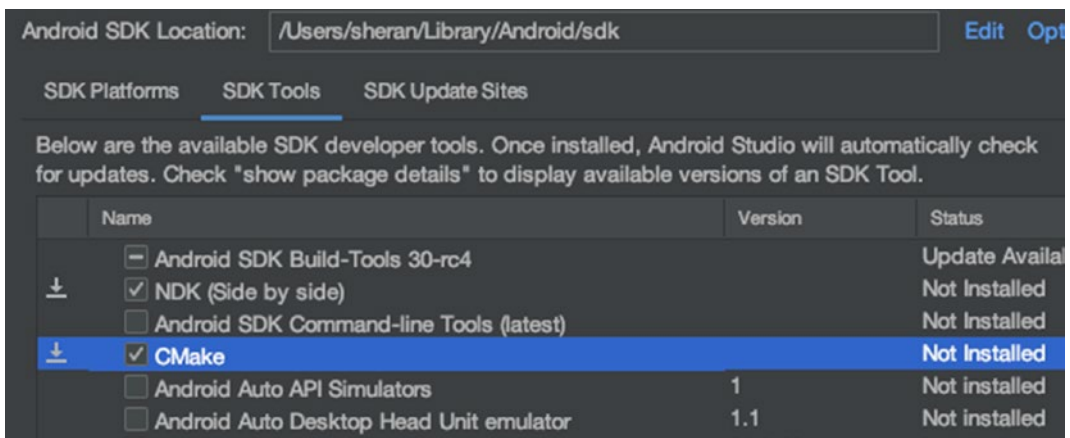 Android SDK Location: /Users/sheran/Library/Android/sdk Edit Opt
SDK Platforms SDK Tools SDK Update Sites
Below are the available SDK developer tools. Once installed, Android Studio will automatically check
for updates. Check "show package details" to display available versions of an SDK Tool.
Name Version Status
Android SDK Build-Tools 30-rc4 Update Availal
NDK (Side by side) Not Installed
Android SDK Command-line Tools (latest) Not Installed
CMake Not Installed
Android Auto API Simulators 1 Not installed
Android Auto Desktop Head Unit emulator 1.1 Not installed